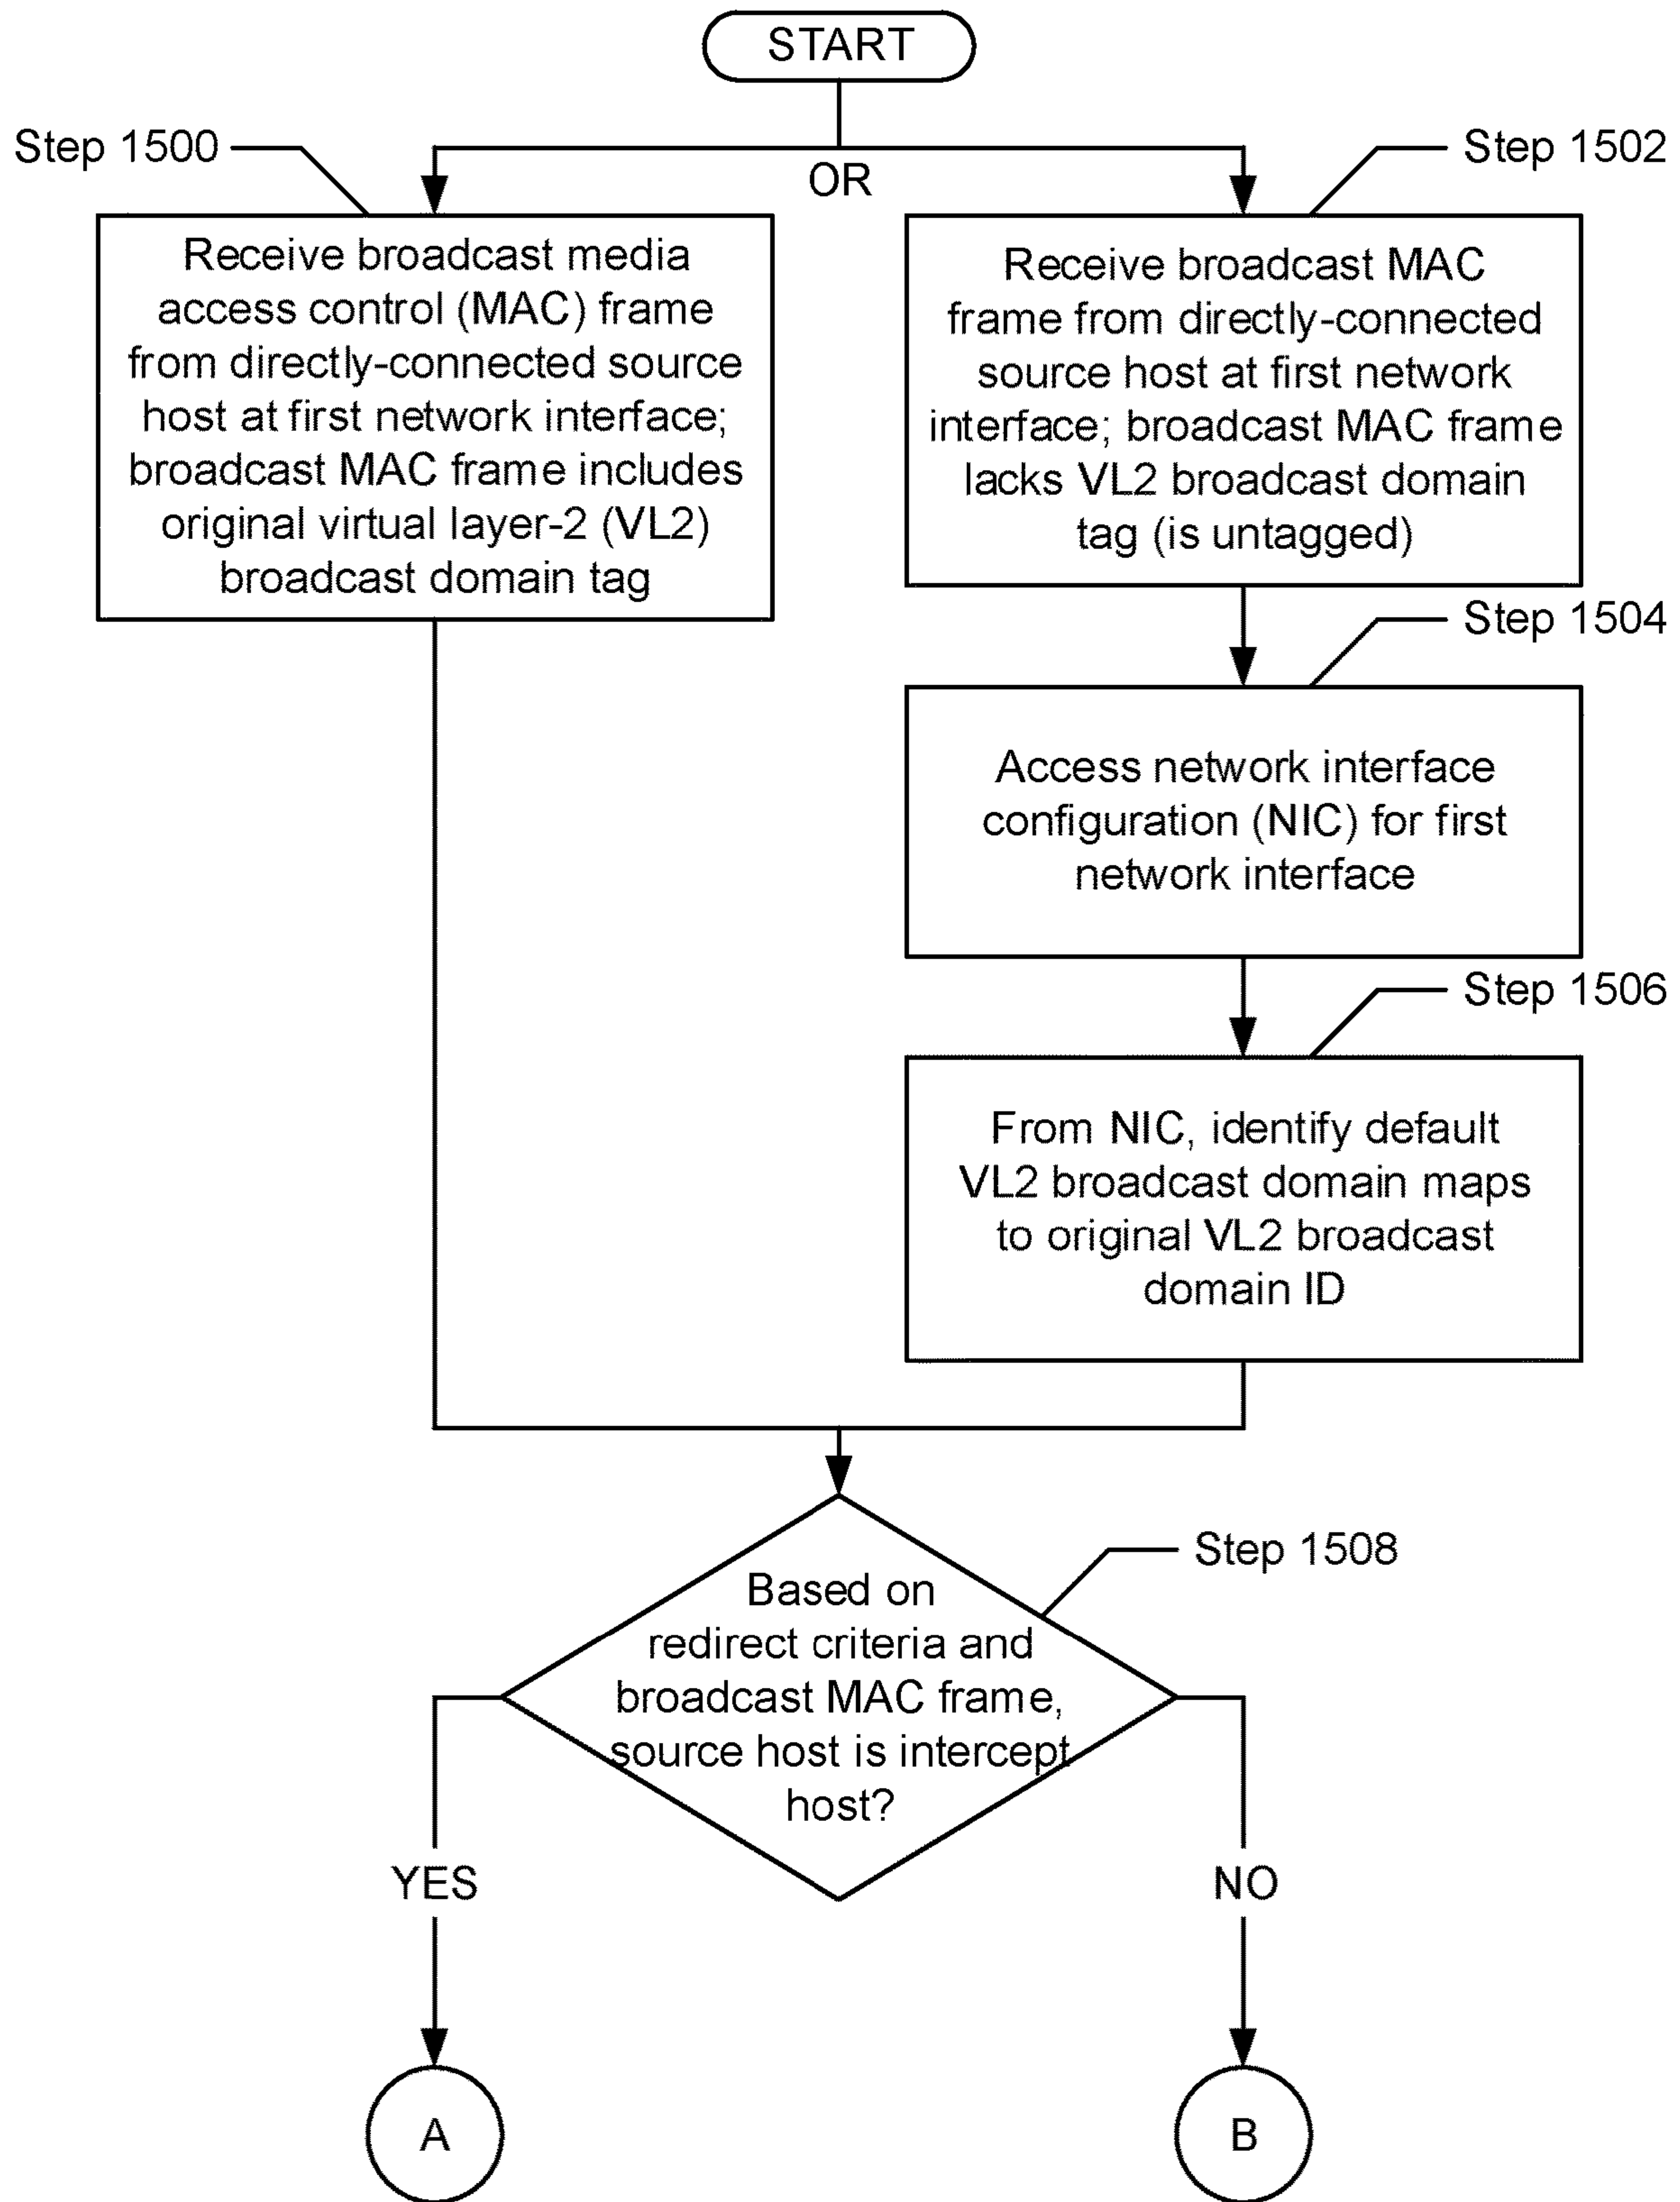 START
Step 1500
OR
Step 1502
Receive broadcast media
access control (MAC) frame
from directly-connected source
host at first network interface;
broadcast MAC frame includes
original virtual layer-2 (VL2)
broadcast domain tag
Receive broadcast MAC
frame from directly-connected
source host at first network
interface; broadcast MAC frame
lacks VL2 broadcast domain
tag (is untagged)
Step 1504
Access network interface
configuration (NIC) for first
network interface
Step 1506
From NIC, identify default
VL2 broadcast domain maps
to original VL2 broadcast
domain ID
Step 1508
Based on
redirect criteria and
broadcast MAC frame,
source host is intercept
host?
YES
NO
A
B